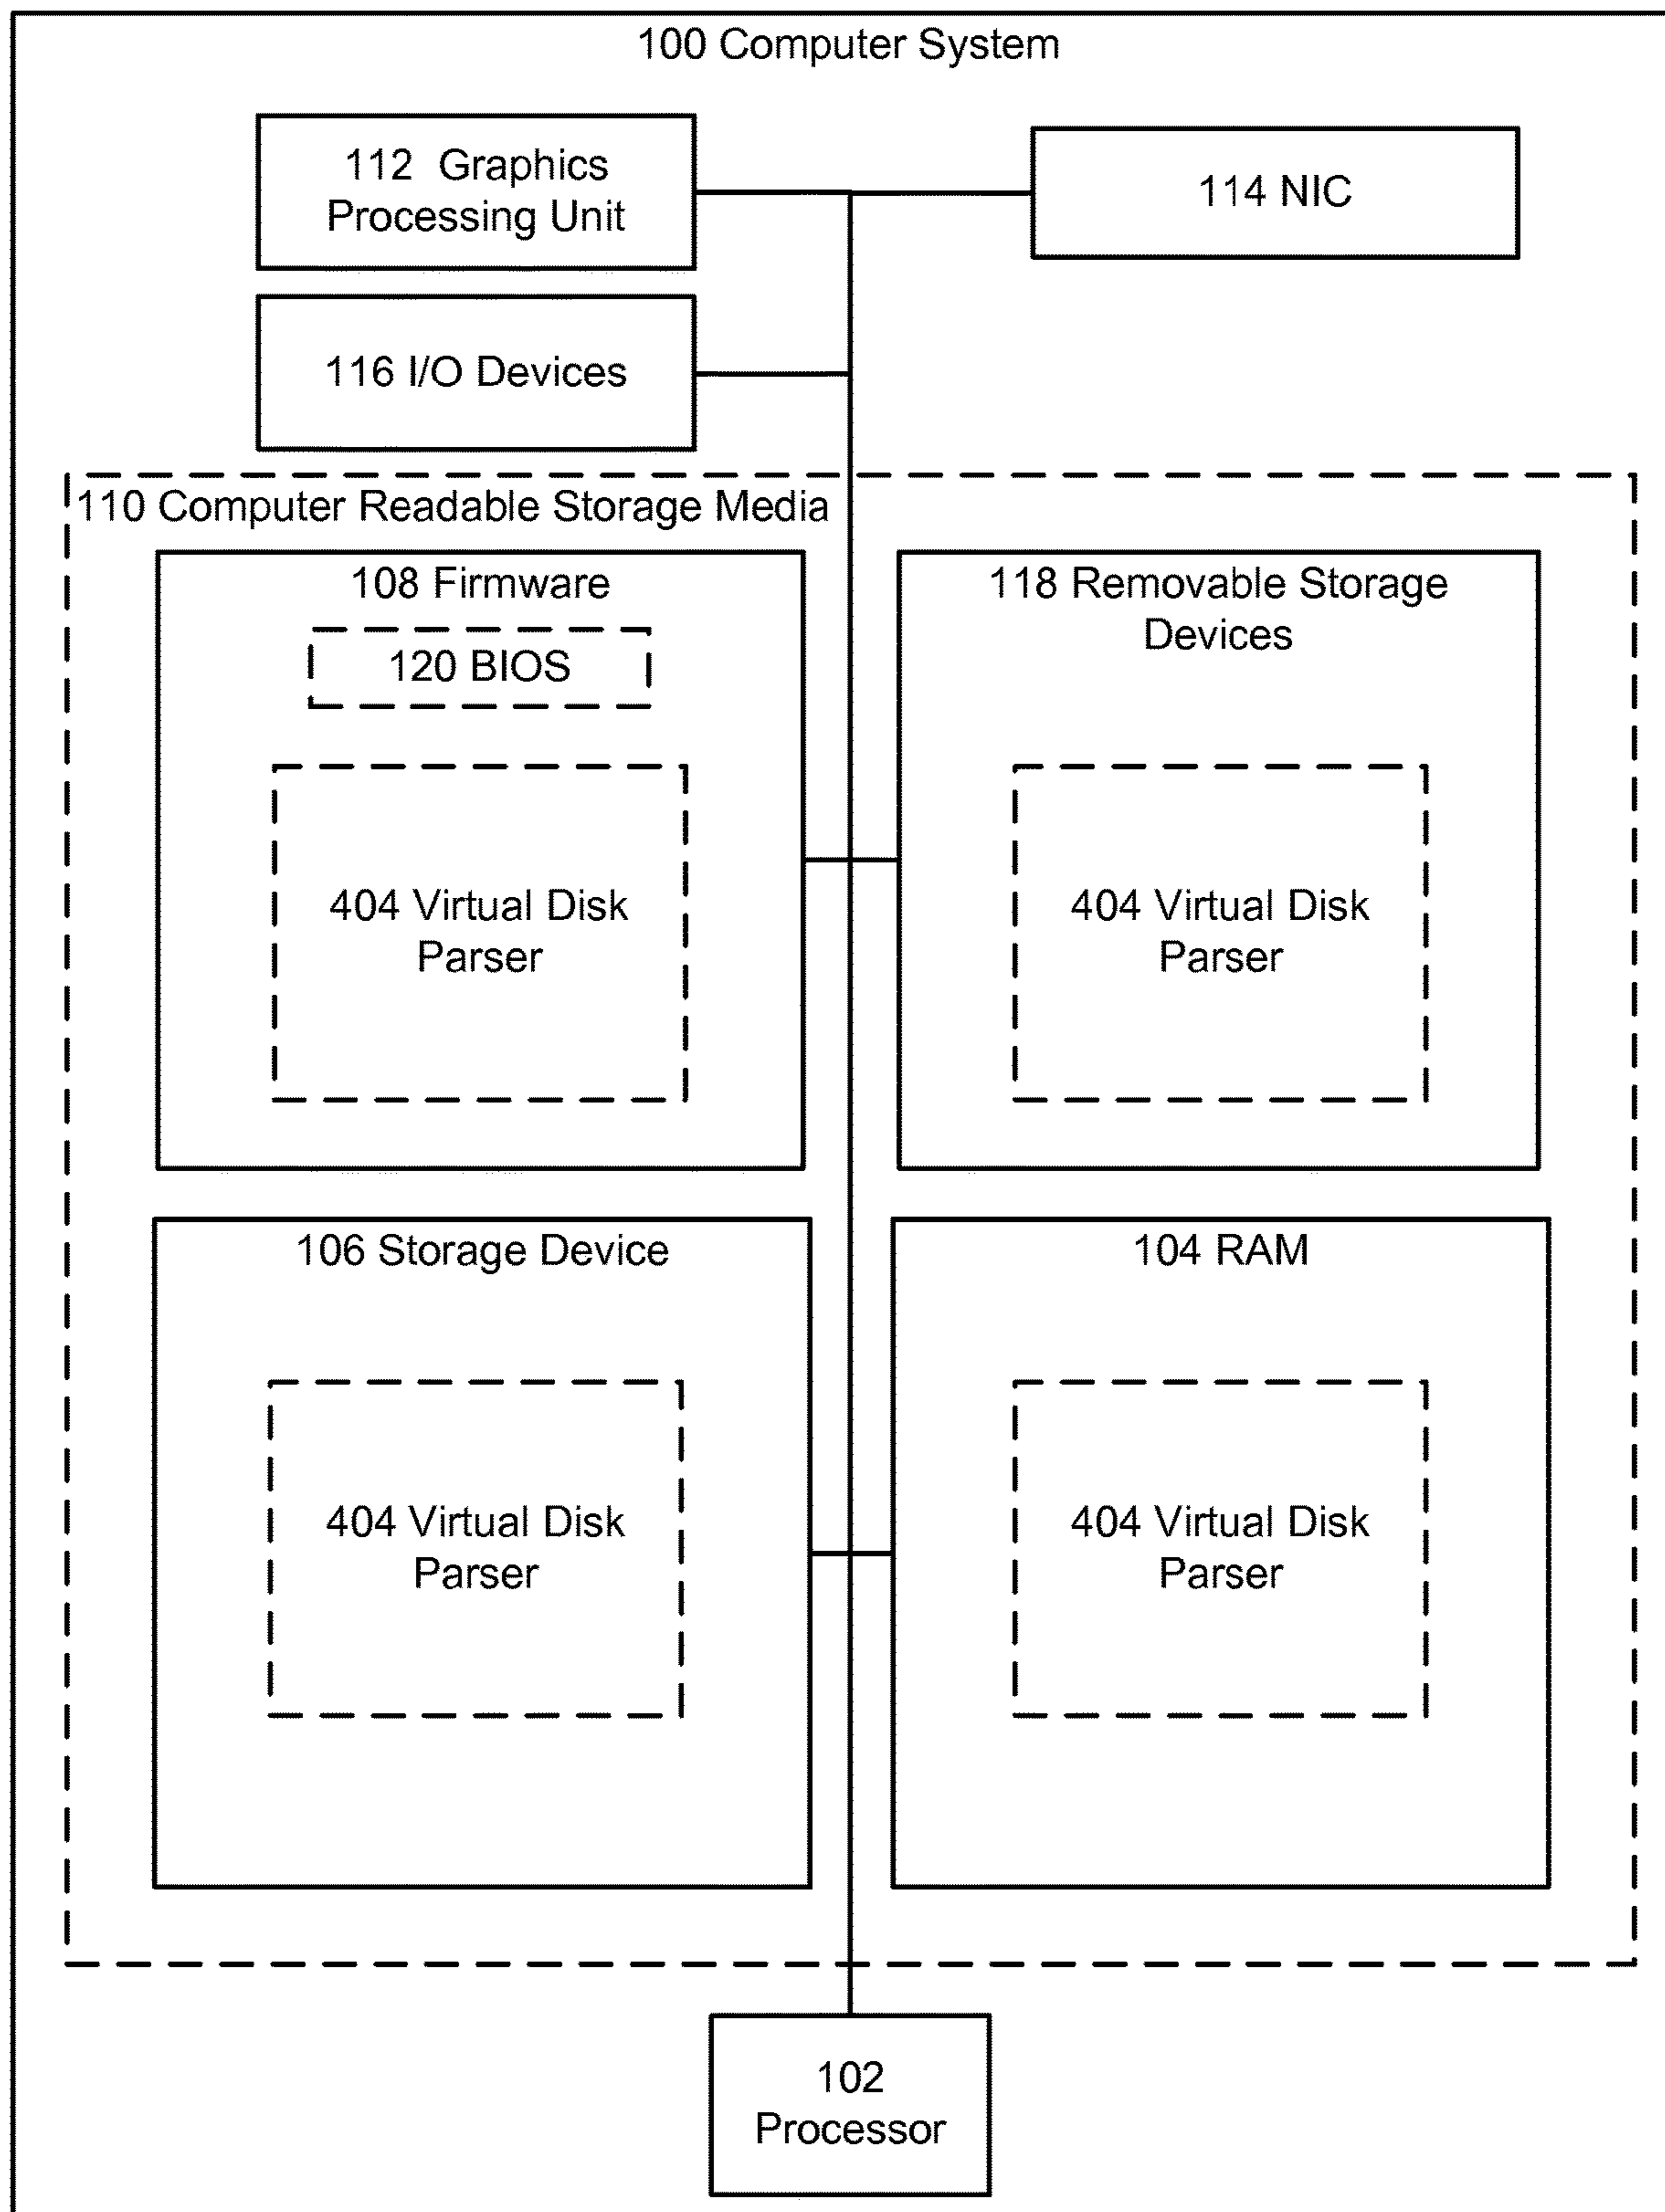 100 Computer System
112 Graphics
Processing Unit
114 NIC
116 I/O Devices
110 Computer Readable Storage Media
108 Firmware
120 BIOS
404 Virtual Disk
Parser
118 Removable Storage
Devices
404 Virtual Disk
Parser
106 Storage Device
404 Virtual Disk
Parser
104 RAM
404 Virtual Disk
Parser
102
Processor